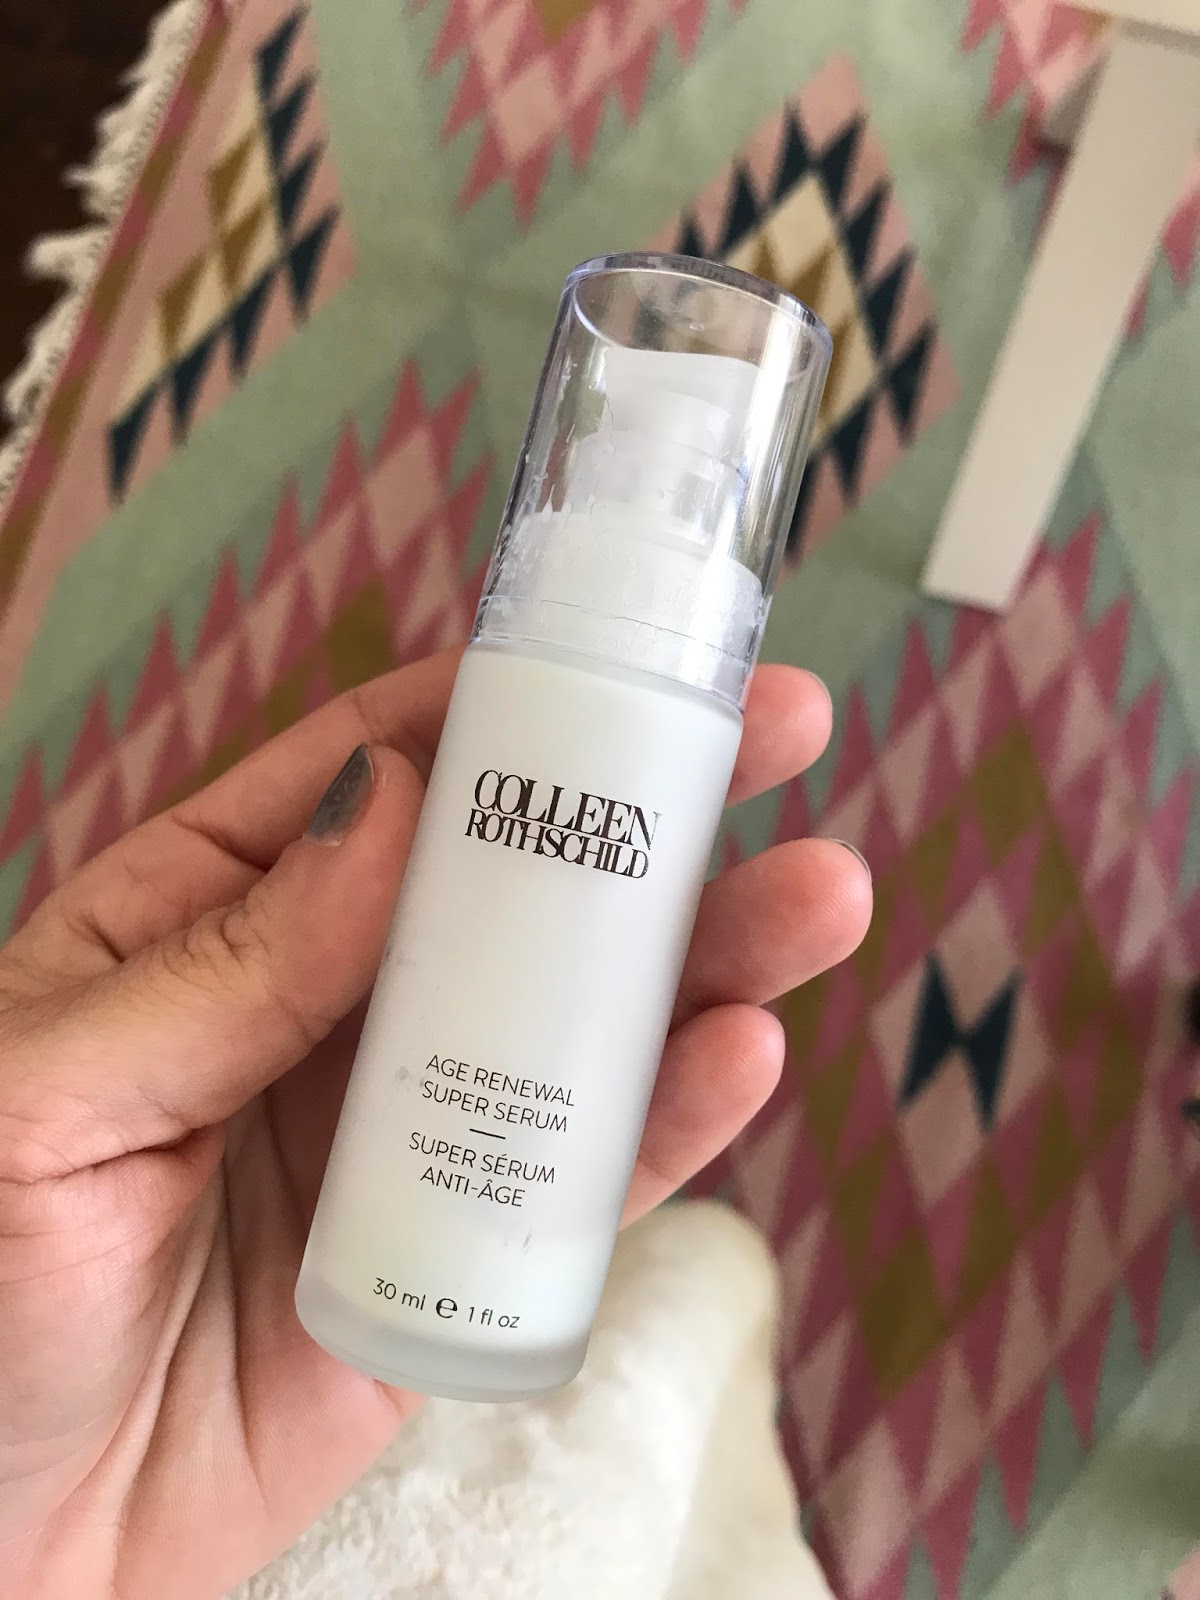 COLLEEN
ROTHSCHILD
AGE RENEWAL
SUPER SERUM
SUPER SÉRUM
ANTI-ÂGE
30 ml ℮ 1 fl oz